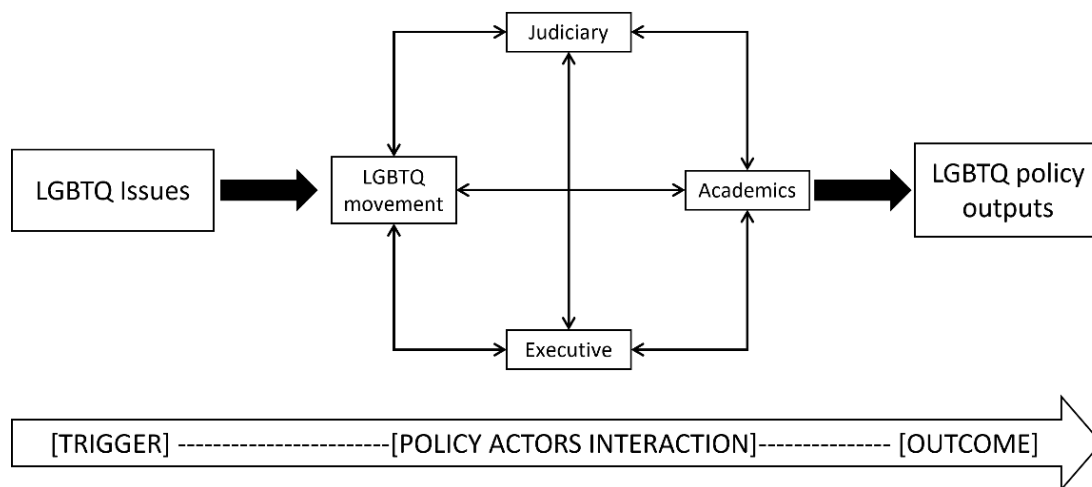 Judiciary
LGBTQ Issues
LGBTQ
movement
Academics
LGBTQ policy
outputs
Executive
[TRIGGER] -----------------------[POLICY ACTORS INTERACTION]-------------- [OUTCOME]